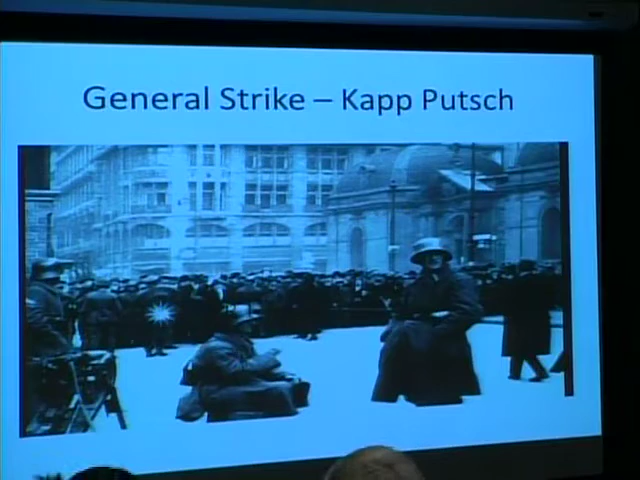 General Strike – Kapp Putsch